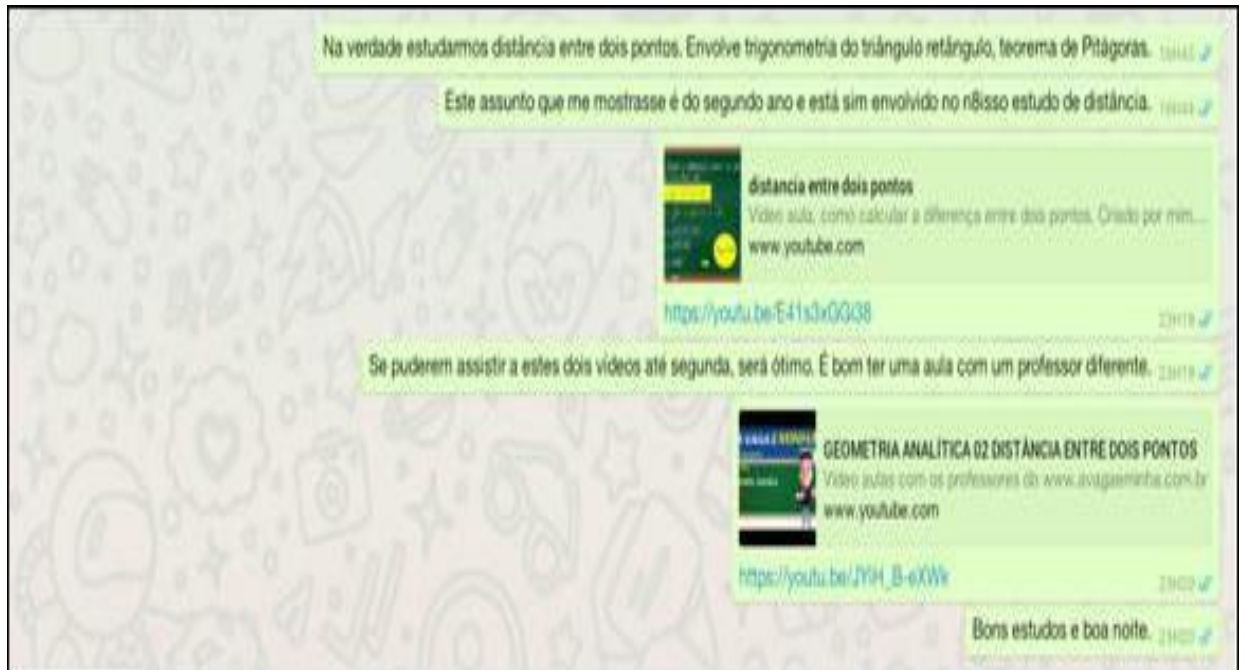 Na verdade estudarmos distância entre dois pontos. Envolve trigonometria do triângulo retângulo, teorema de Pitágoras.
Este assunto que me mostrasse é do segundo ano e está sim envolvido no n8isso estudo de distância.
distancia entre dois pontos
Video aula, como calcular a diferença entre dois pontos. Criado por mim....
www.youtube.com
23H18
Se puderem assistir a estes dois vídeos até segunda, será ótimo. É bom ter uma aula com um professor diferente. 23H19
GEOMETRIA ANALÍTICA 02 DISTÂNCIA ENTRE DOIS PONTOS
Video aulas com os professores do www.avagaeminha.com.br
www.youtube.com
https://youtu.be/JYiH_B-eXWk
23H20
Bons estudos e boa noite.